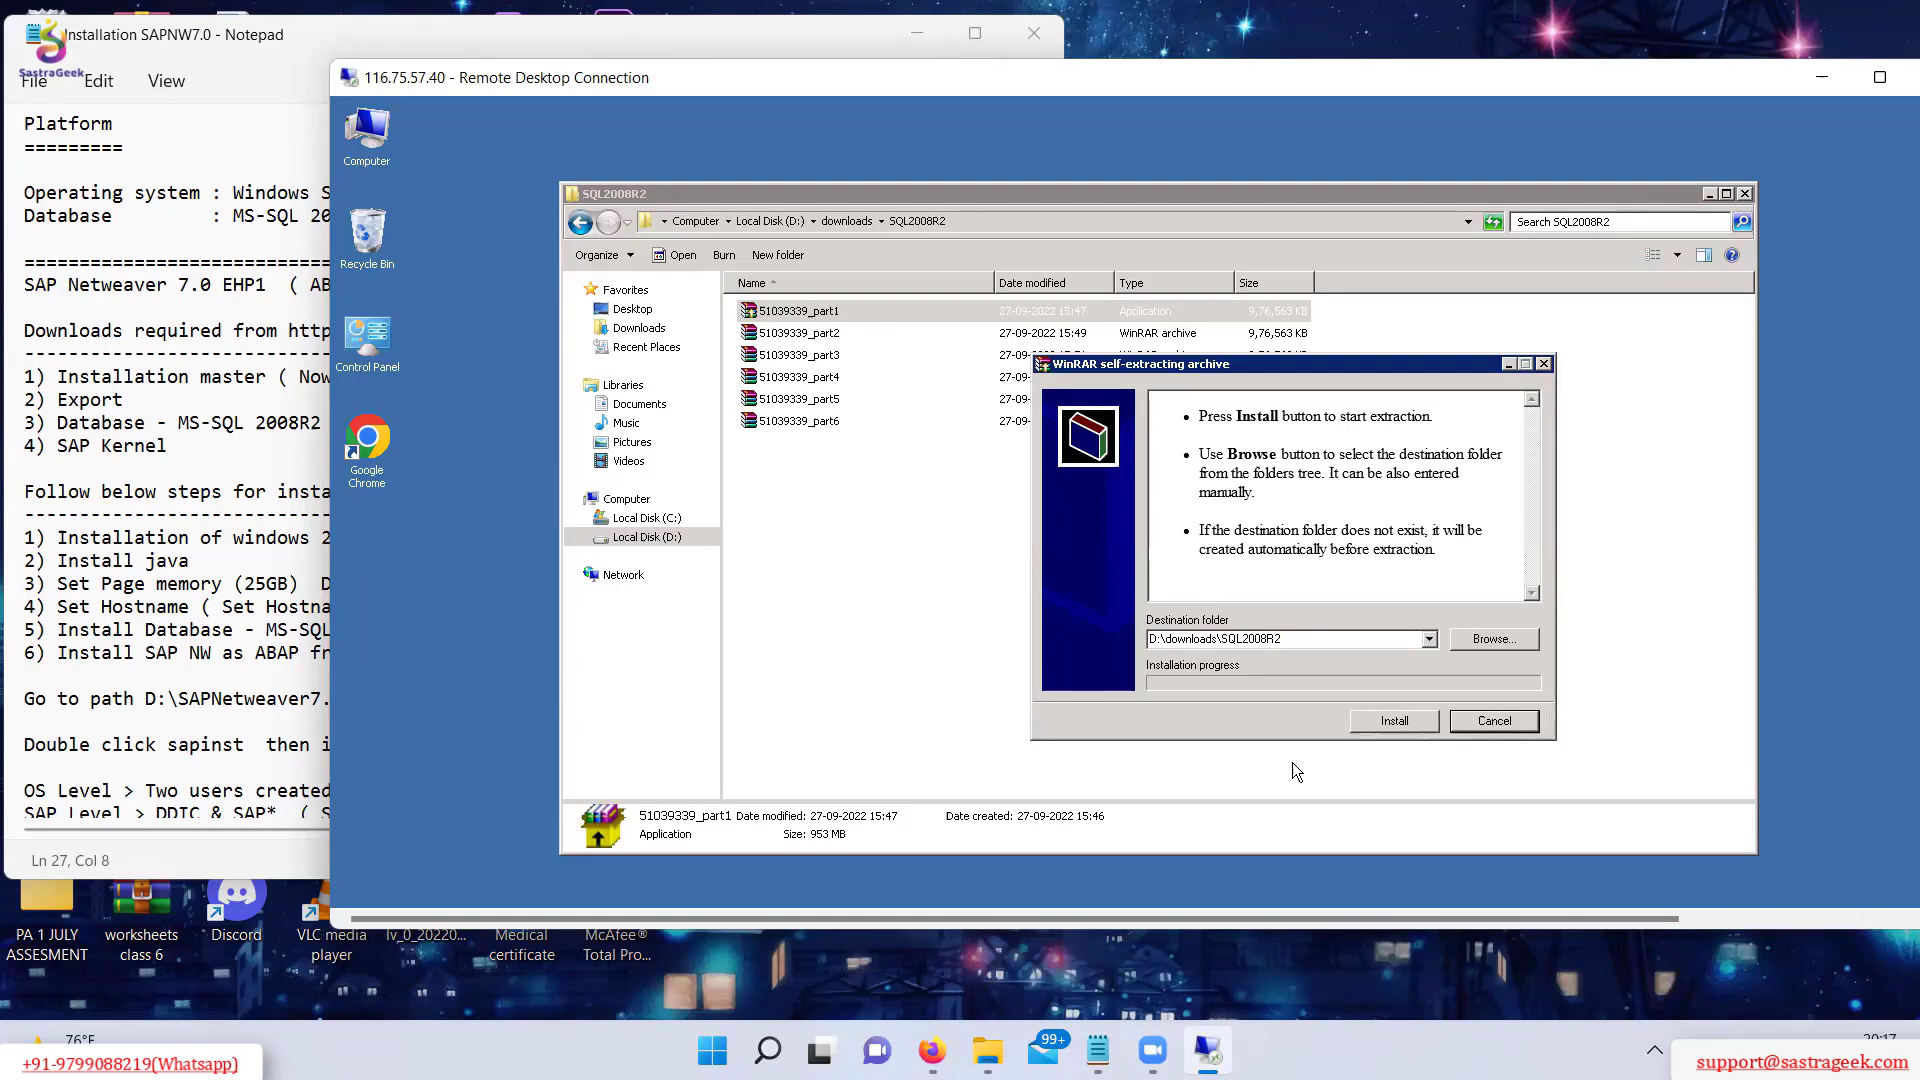 Installation SAPNW7.0 - Notepad
SastraGeek
File Edit View
Platform
=========
Operating system : Windows S
Database : MS-SQL 20
SAP Netweaver 7.0 EHP1 ( AB
Downloads required from http
1) Installation master ( Now
2) Export
3) Database - MS-SQL 2008R2
4) SAP Kernel
Follow below steps for insta
1) Installation of windows 2
2) Install java
3) Set Page memory (25GB) D
4) Set Hostname ( Set Hostna
5) Install Database - MS-SQL
6) Install SAP NW as ABAP fr
Go to path D:\SAPNetweaver7.
Double click sapinst then i
OS Level > Two users created
SAP Level > DDIC & SAP* ( S
Ln 27, Col 8
116.75.57.40 - Remote Desktop Connection
Computer
Recycle Bin
Control Panel
Google
Chrome
SQL2008R2
Computer Local Disk (D:) downloads SQL2008R2
Search SQL2008R2
Organize Open Burn New folder
Favorites
Desktop
Downloads
Recent Places
Libraries
Documents
Music
Pictures
Videos
Computer
Local Disk (C:)
Local Disk (D:)
Network
Name Date modified Type Size
51039339_part1 27-09-2022 15:47 Application 9,76,563 KB
51039339_part2 27-09-2022 15:49 WinRAR archive 9,76,563 KB
51039339_part3 27-09-
51039339_part4 27-09-
51039339_part5 27-09-
51039339_part6 27-09-
WinRAR self-extracting archive
• Press Install button to start extraction.
• Use Browse button to select the destination folder
from the folders tree. It can be also entered
manually.
• If the destination folder does not exist, it will be
created automatically before extraction.
Destination folder
D:\downloads\SQL2008R2
Browse...
Installation progress
Install Cancel
51039339_part1 Date modified: 27-09-2022 15:47 Date created: 27-09-2022 15:46
Application Size: 953 MB
PA 1 JULY
ASSESMENT
worksheets
class 6
Discord
VLC media
player
lv_0_20220...
Medical
certificate
McAfee®
Total Pro...
76°F
99+
20:17
+91-9799088219(Whatsapp)
support@sastrageek.com